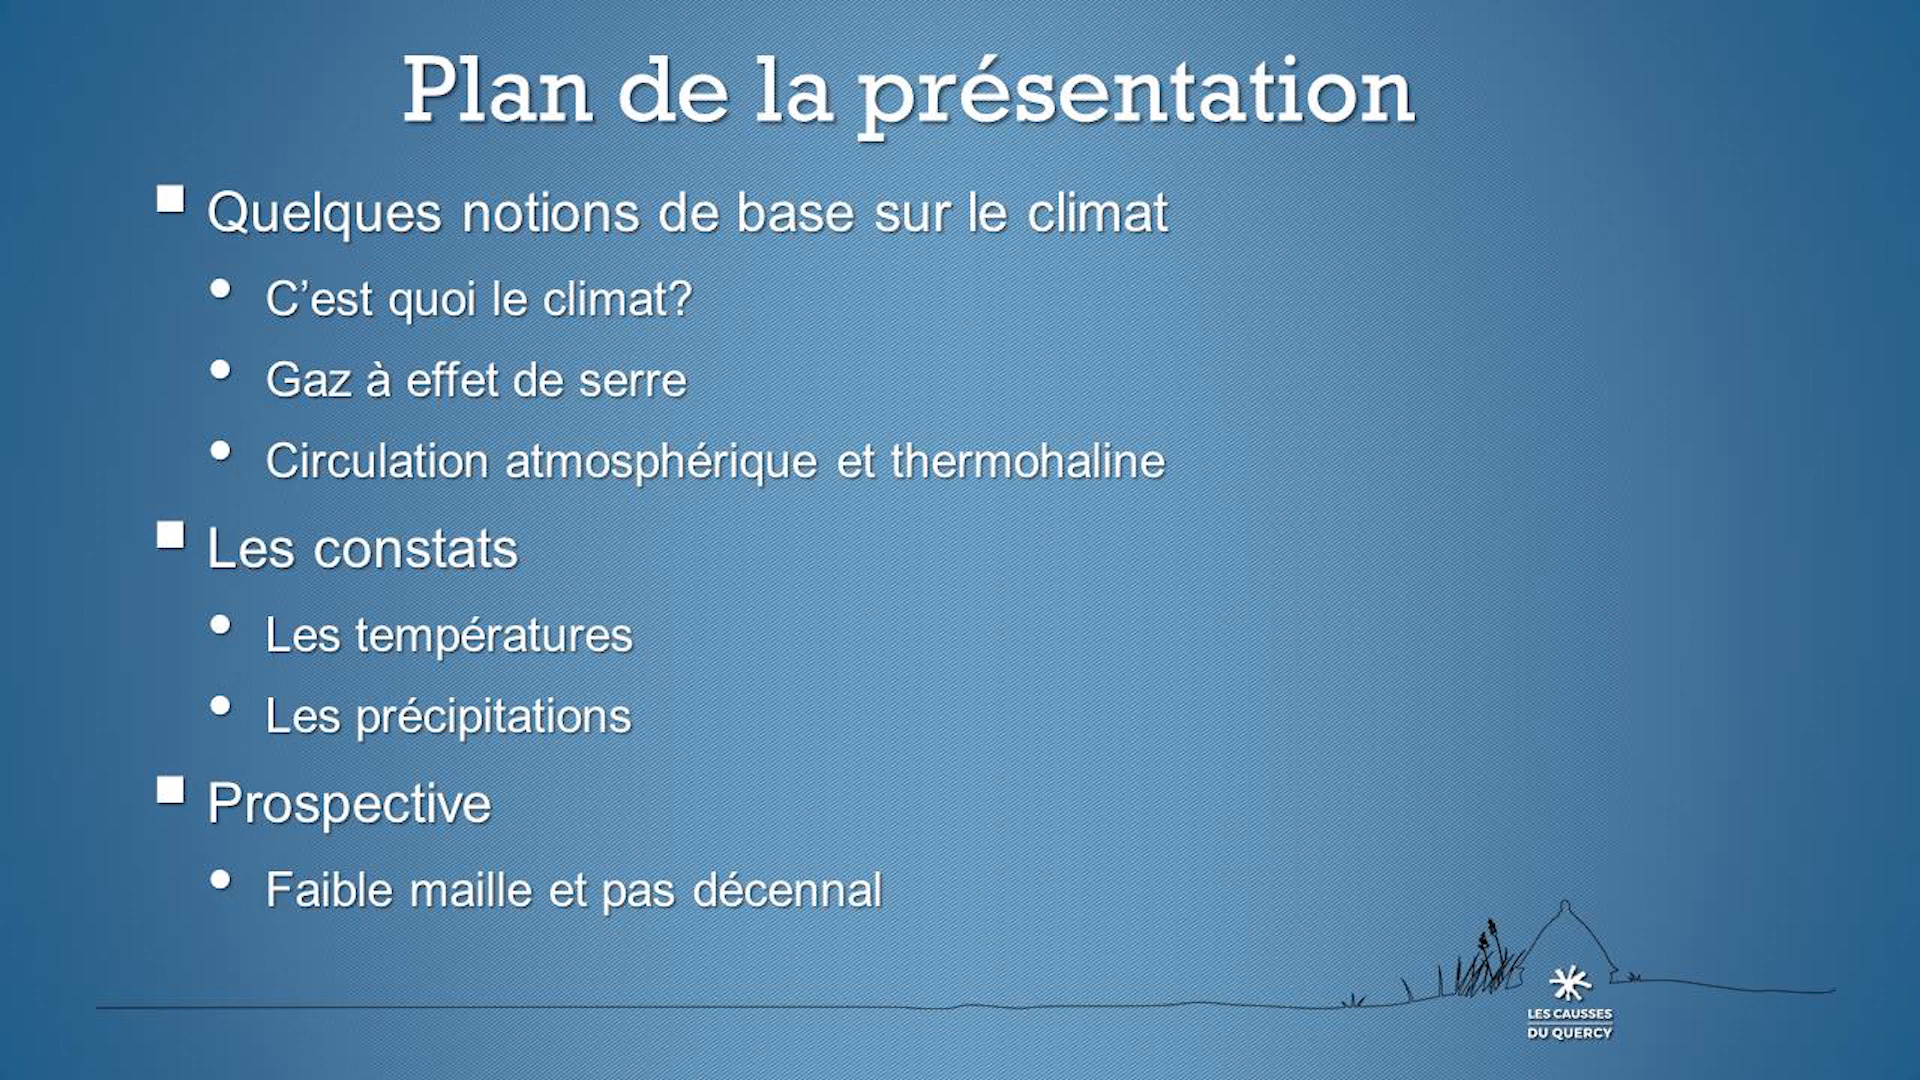 Plan de la présentation
Quelques notions de base sur le climat
C’est quoi le climat?
Gaz à effet de serre
Circulation atmosphérique et thermohaline
Les constats
Les températures
Les précipitations
Prospective
Faible maille et pas décennal
LES CAUSSES
DU QUERCY